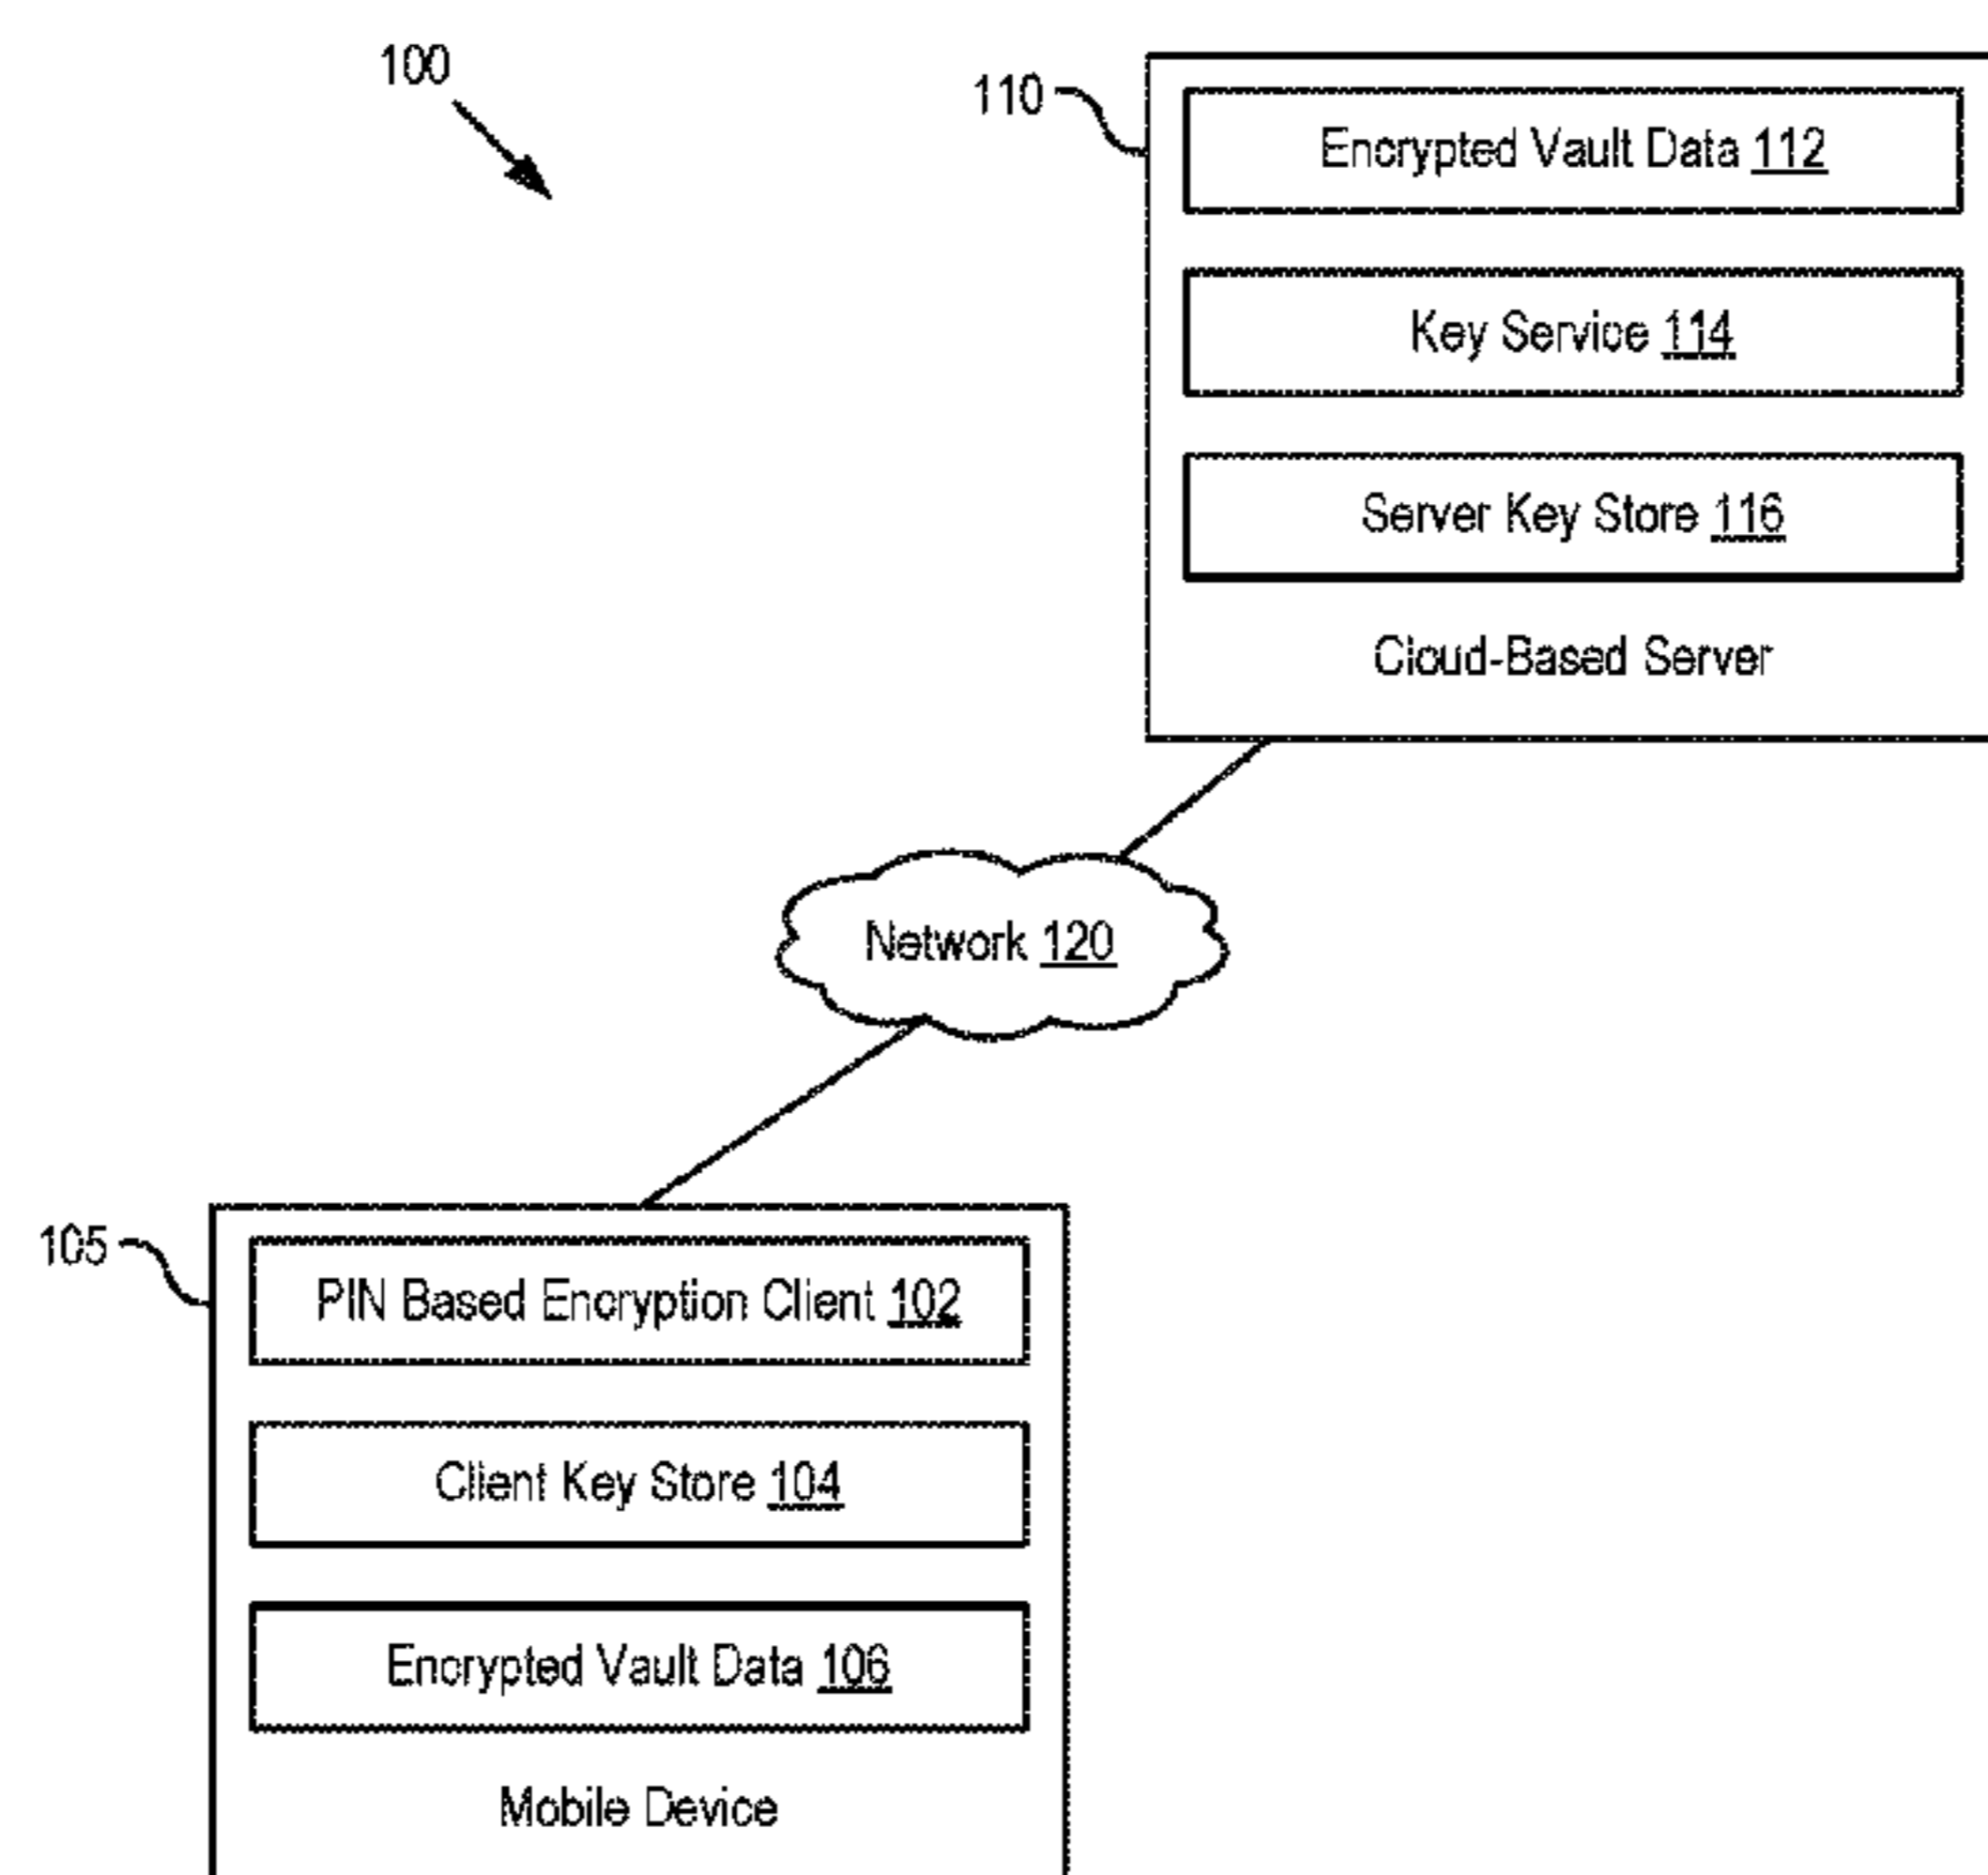 100
110
Encrypted Vault Data 112
Key Service 114
Server Key Store 116
Cloud-Based Server
Network 120
105
PIN Based Encryption Client 102
Client Key Store 104
Encrypted Vault Data 106
Mobile Device